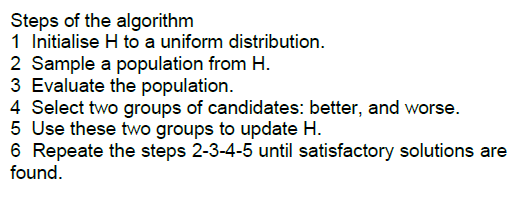 Steps of the algorithm
1 Initialise H to a uniform distribution.
2 Sample a population from H.
3 Evaluate the population.
4 Select two groups of candidates: better, and worse.
5 Use these two groups to update H.
6 Repeate the steps 2-3-4-5 until satisfactory solutions are
found.